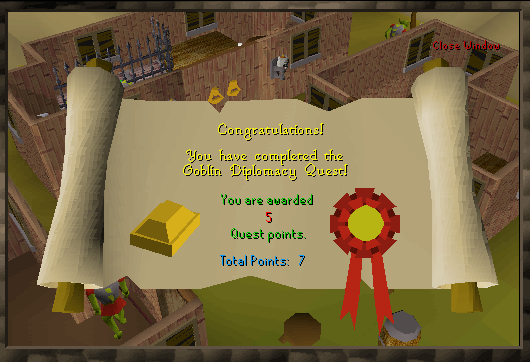 Close Window
Congratulations!
You have completed the
Goblin Diplomacy Quest!
You are awarded
5
Quest points.
Total Points: 7